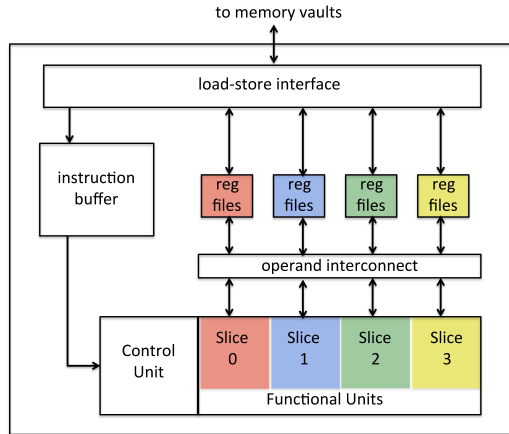 to memory vaults
load-store interface
instruction
buffer
reg
files
reg
files
reg
files
reg
files
operand interconnect
Control
Unit
Slice
0
Slice
1
Slice
2
Slice
3
Functional Units